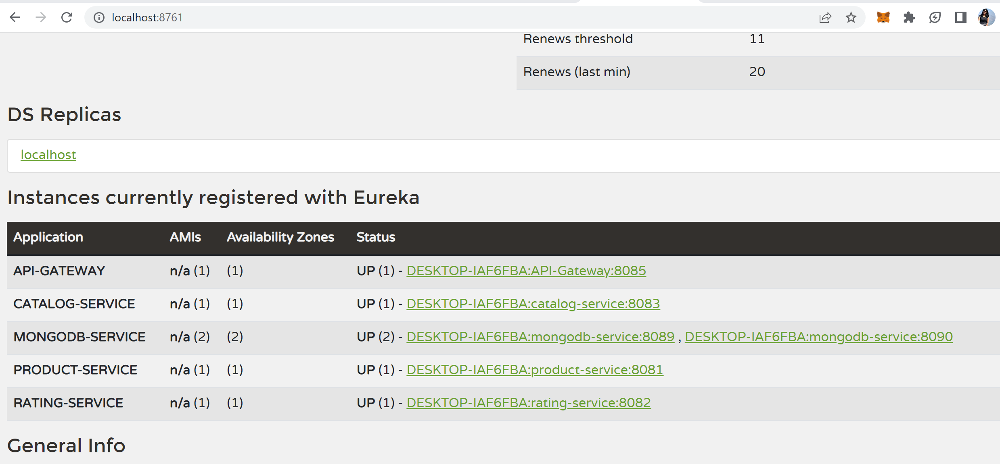 localhost:8761
Renews threshold 11
Renews (last min) 20
DS Replicas
localhost
Instances currently registered with Eureka
Application AMIs Availability Zones Status
API-GATEWAY n/a (1) (1) UP (1) - DESKTOP-IAF6FBA:API-Gateway:8085
CATALOG-SERVICE n/a (1) (1) UP (1) - DESKTOP-IAF6FBA:catalog-service:8083
MONGODB-SERVICE n/a (2) (2) UP (2) - DESKTOP-IAF6FBA:mongodb-service:8089 , DESKTOP-IAF6FBA:mongodb-service:8090
PRODUCT-SERVICE n/a (1) (1) UP (1) - DESKTOP-IAF6FBA:product-service:8081
RATING-SERVICE n/a (1) (1) UP (1) - DESKTOP-IAF6FBA:rating-service:8082
General Info